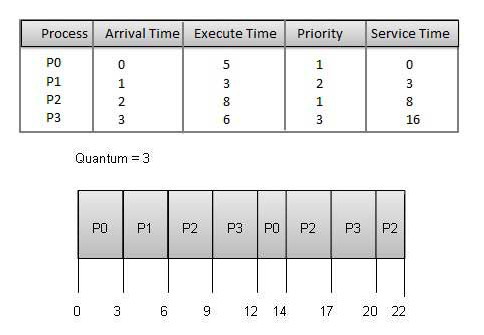 Process Arrival Time Execute Time Priority Service Time
P0 0 5 1 0
P1 1 3 2 3
P2 2 8 1 8
P3 3 6 3 16
Quantum = 3
P0 P1 P2 P3 P0 P2 P3 P2
0 3 6 9 12 14 17 20 22